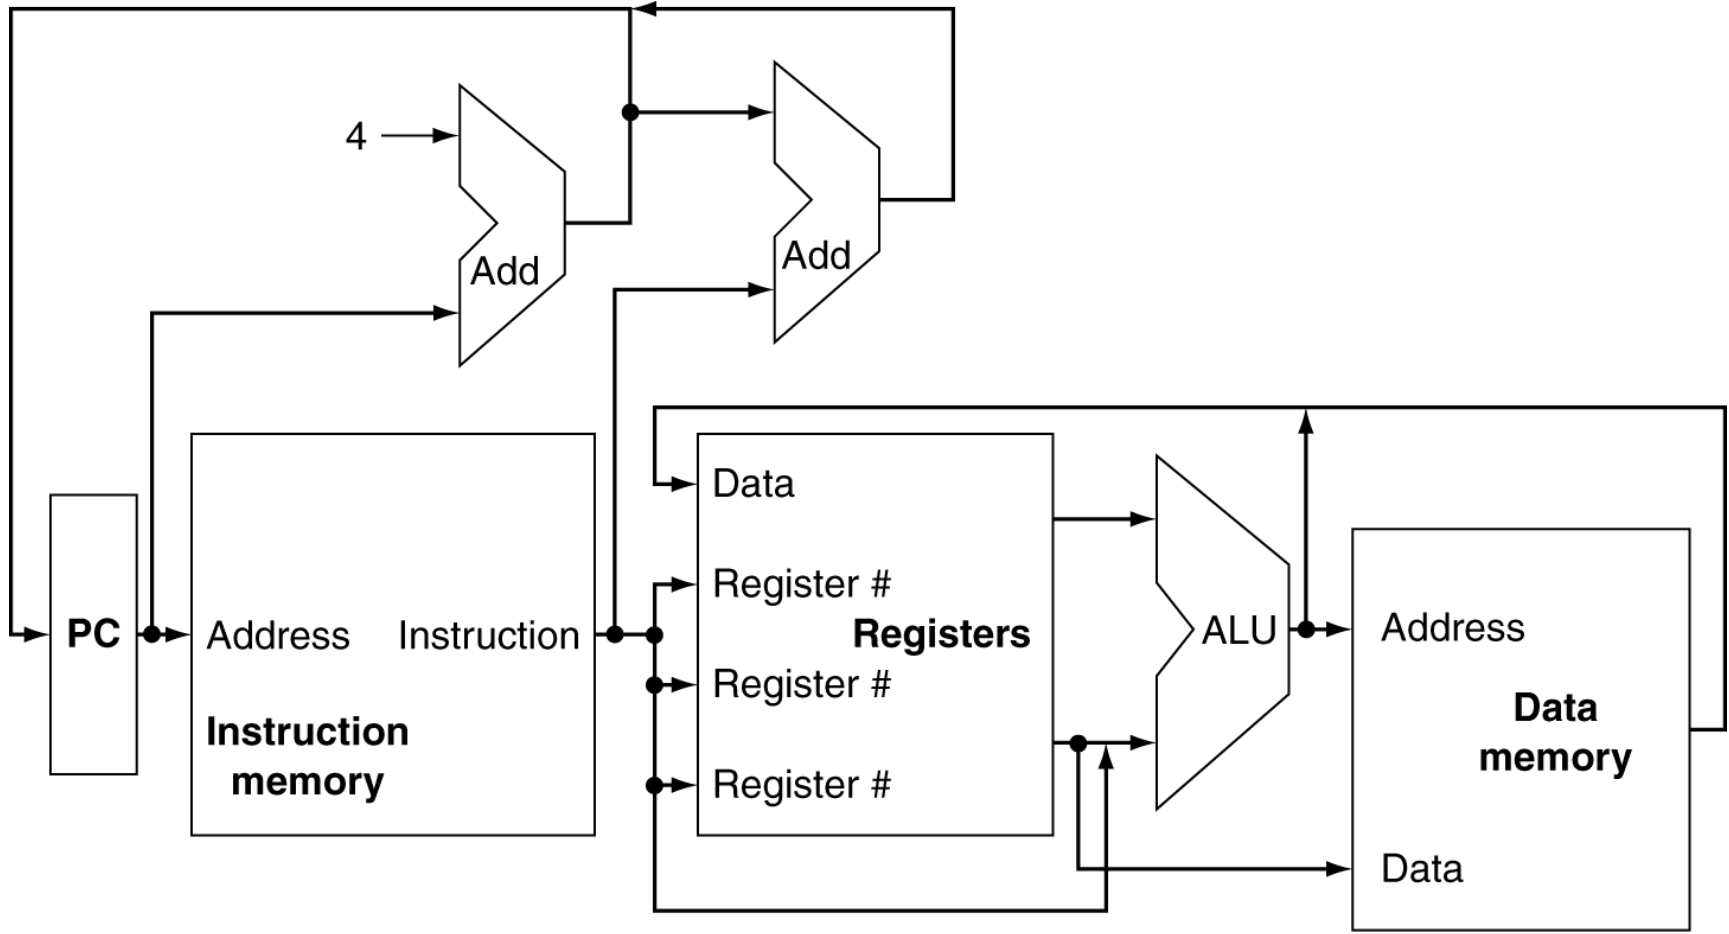 4
Add
Add
Data
Register #
PC
Address
Instruction
Registers
ALU
Address
Register #
Instruction
memory
Data
memory
Register #
Data